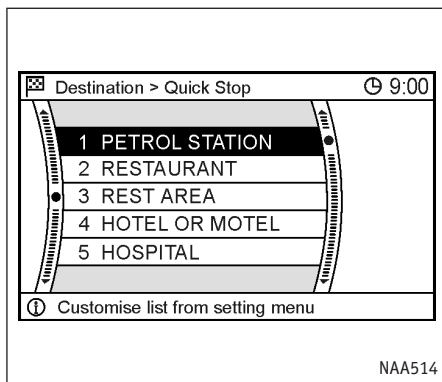 Destination > Quick Stop 9:00
1 PETROL STATION
2 RESTAURANT
3 REST AREA
4 HOTEL OR MOTEL
5 HOSPITAL
Customise list from setting menu
NAA514